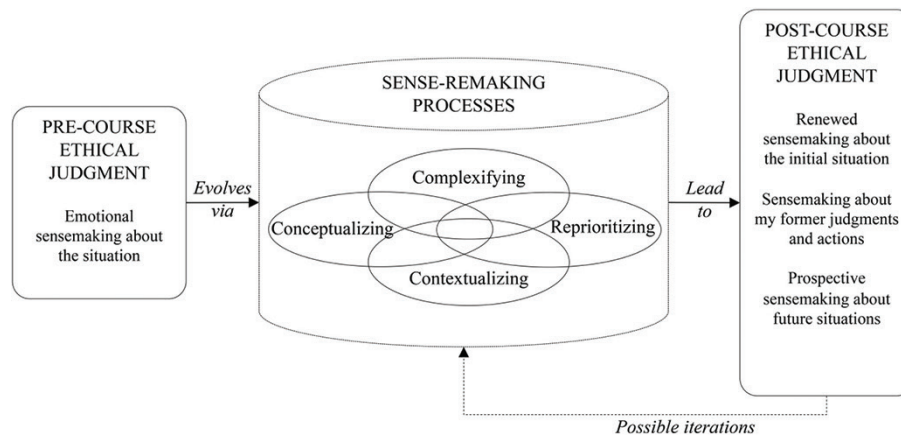 PRE-COURSE
ETHICAL
JUDGMENT
Emotional
sensemaking about
the situation
Evolves
via
SENSE-REMAKING
PROCESSES
Complexifying
Conceptualizing
Reprioritizing
Contextualizing
Lead
to
POST-COURSE
ETHICAL
JUDGMENT
Renewed
sensemaking about
the initial situation
Sensemaking about
my former judgments
and actions
Prospective
sensemaking about
future situations
Possible iterations